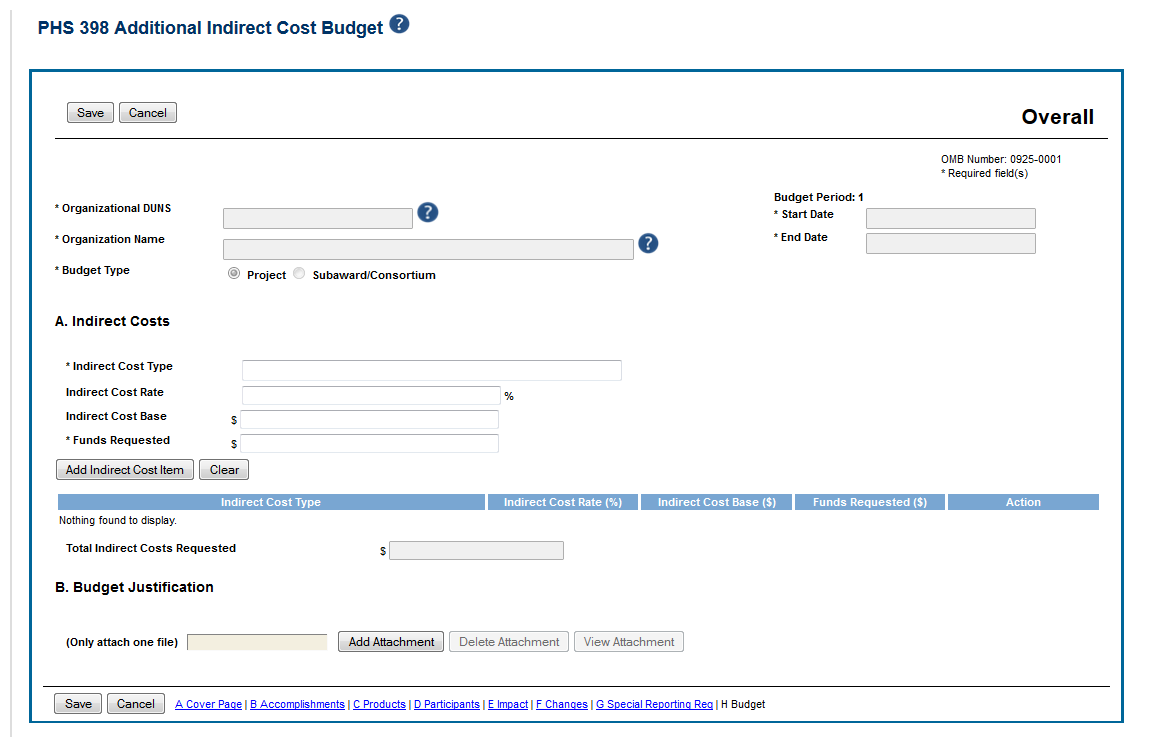 PHS 398 Additional Indirect Cost Budget ?
Save Cancel
Overall
OMB Number: 0925-0001
* Required field(s)
* Organizational DUNS ?
* Organization Name ?
* Budget Type Project Subaward/Consortium
Budget Period: 1
* Start Date
* End Date
A. Indirect Costs
* Indirect Cost Type
Indirect Cost Rate %
Indirect Cost Base $
* Funds Requested $
Add Indirect Cost Item Clear
Indirect Cost Type Indirect Cost Rate (%) Indirect Cost Base ($) Funds Requested ($) Action
Nothing found to display.
Total Indirect Costs Requested $
B. Budget Justification
(Only attach one file) Add Attachment Delete Attachment View Attachment
Save Cancel A Cover Page | B Accomplishments | C Products | D Participants | E Impact | F Changes | G Special Reporting Req | H Budget